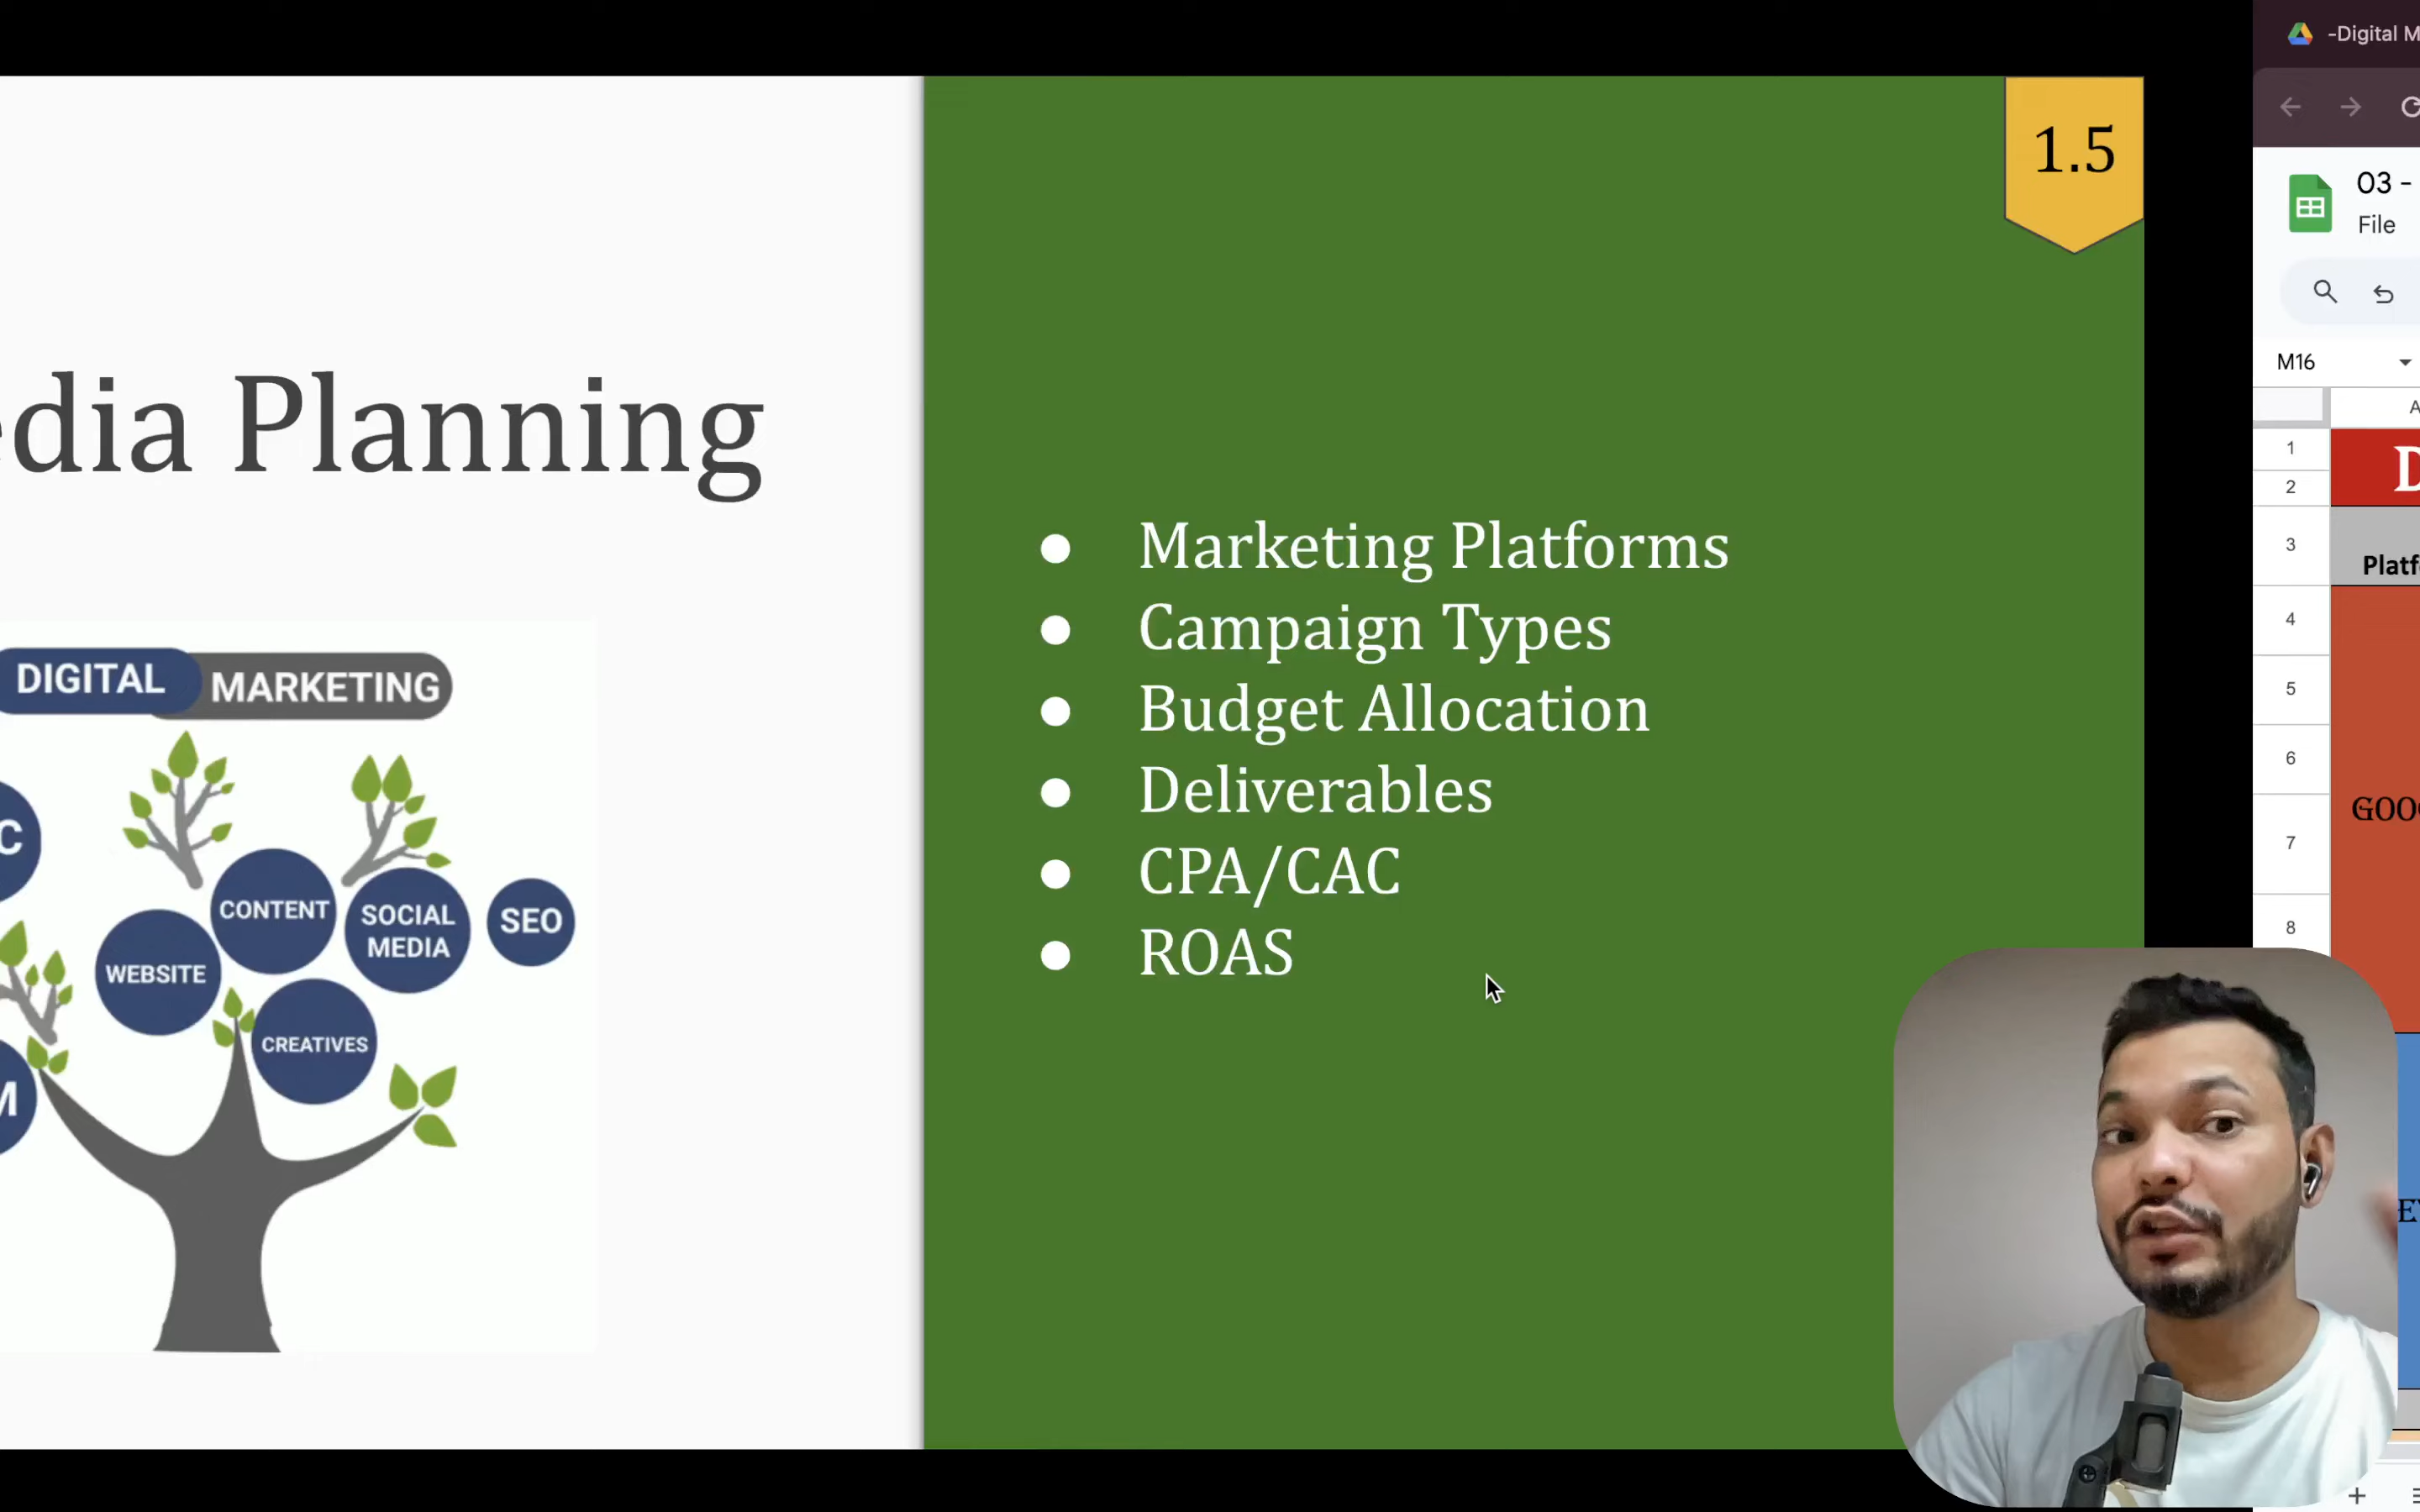 edia Planning
DIGITAL MARKETING
C
CONTENT
SOCIAL
MEDIA
SEO
WEBSITE
CREATIVES
M
1.5
● Marketing Platforms
● Campaign Types
● Budget Allocation
● Deliverables
● CPA/CAC
● ROAS
-Digital M
03 -
File
M16
A
1
D
2
3
Platf
4
5
6
7
GOO
8
E